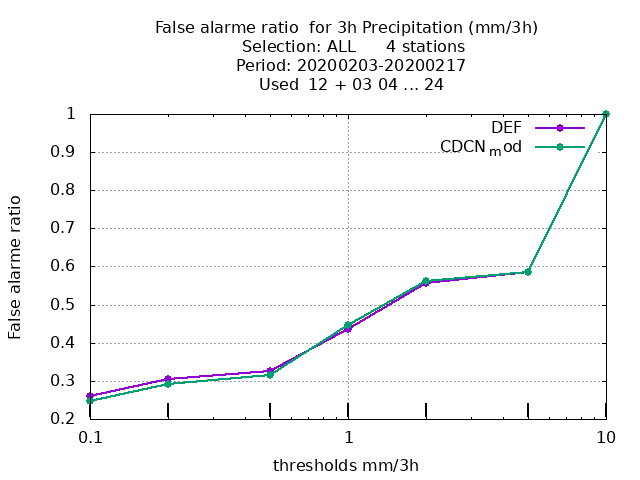 False alarme ratio  for 3h Precipitation (mm/3h)
Selection: ALL      4 stations
Period: 20200203-20200217
Used  12 + 03 04 ... 24
DEF
CDCN_mod
False alarme ratio
1
0.9
0.8
0.7
0.6
0.5
0.4
0.3
0.2
0.1 1 10
thresholds mm/3h